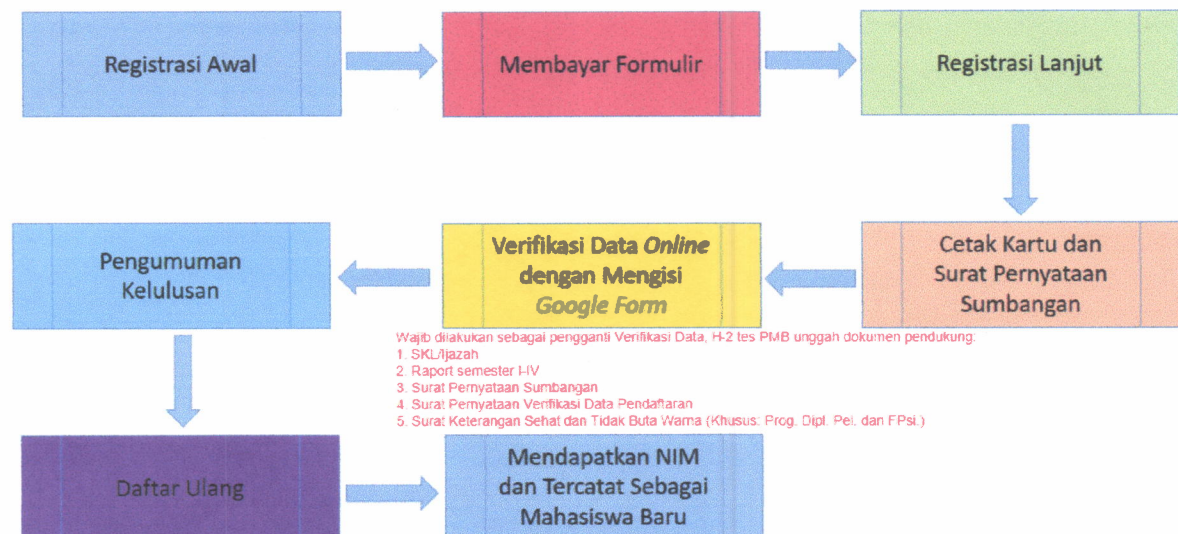 Registrasi Awal
Membayar Formulir
Registrasi Lanjut
Cetak Kartu dan
Surat Pernyataan
Sumbangan
Verifikasi Data Online
dengan Mengisi
Google Form
Wajib dilakukan sebagai pengganti Verifikasi Data, H-2 tes PMB unggah dokumen pendukung:
1. SKL/Ijazah
2. Raport semester I-IV
3. Surat Pernyataan Sumbangan
4. Surat Pernyataan Verifikasi Data Pendaftaran
5. Surat Keterangan Sehat dan Tidak Buta Warna (Khusus: Prog. Dipl. Pel. dan FPsi.)
Pengumuman
Kelulusan
Daftar Ulang
Mendapatkan NIM
dan Tercatat Sebagai
Mahasiswa Baru